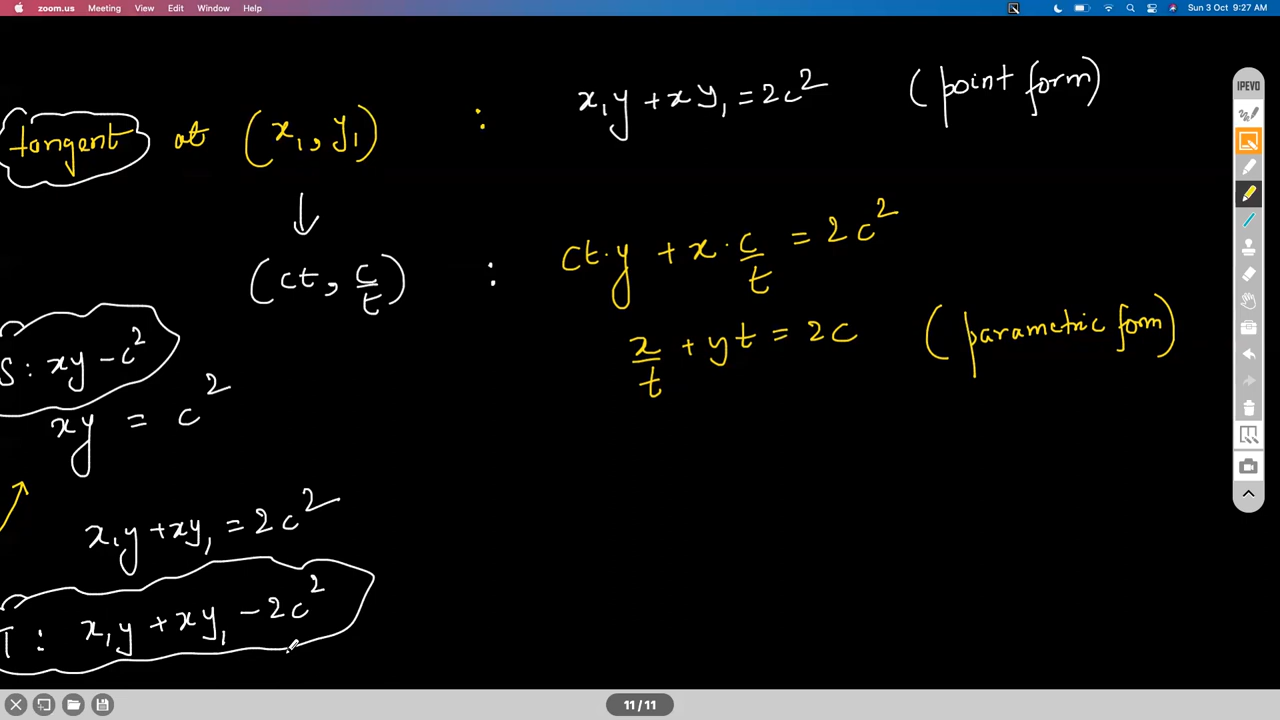 zoom.us Meeting View Edit Window Help Sun 3 Oct 9:27 AM
IPEVO
tangent at (x₁, y₁) : x₁y + xy₁ = 2c² (point form)
↓
(ct, c/t) : ct·y + x·c/t = 2c²
x/t + yt = 2c (parametric form)
S: xy - c²
xy = c²
x₁y + xy₁ = 2c²
T: x₁y + xy₁ - 2c²
11/11